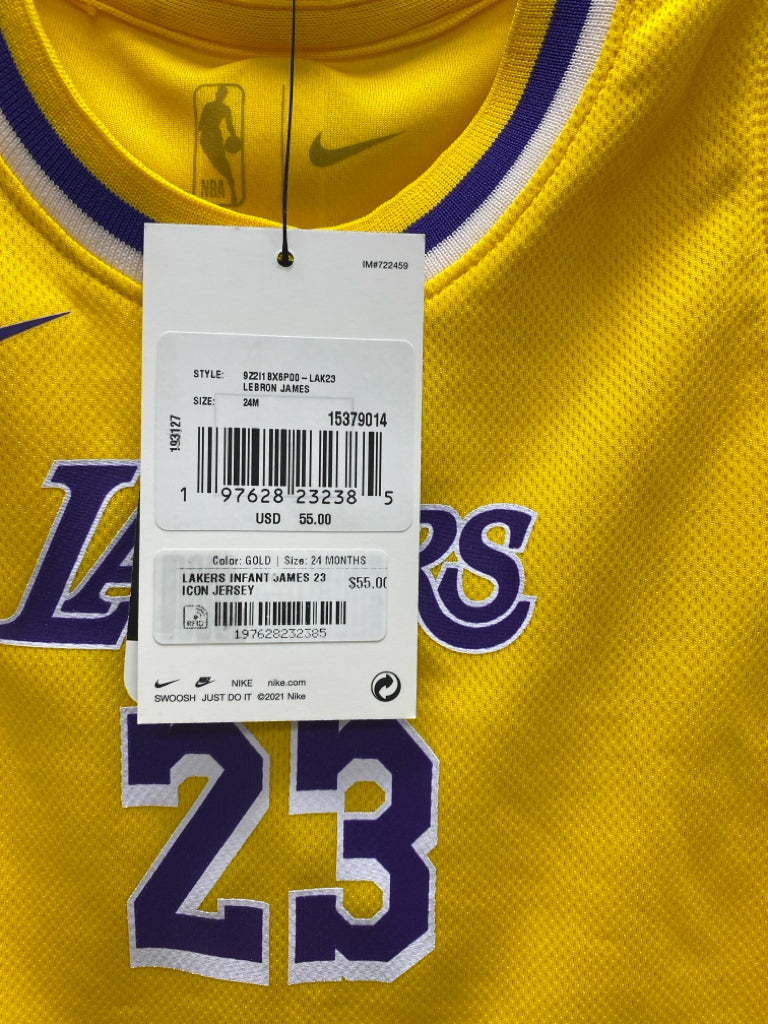 NBA
IM#722459
STYLE: 9Z2I1BX6P00-LAK23
LEBRON JAMES
SIZE: 24M
193127
15379014
1 97628 23238 5
USD 55.00
Color: GOLD | Size: 24 MONTHS
LAKERS INFANT JAMES 23 $55.00
ICON JERSEY
RFID
197628232385
NIKE nike.com
SWOOSH JUST DO IT ©2021 Nike
LAKERS
23